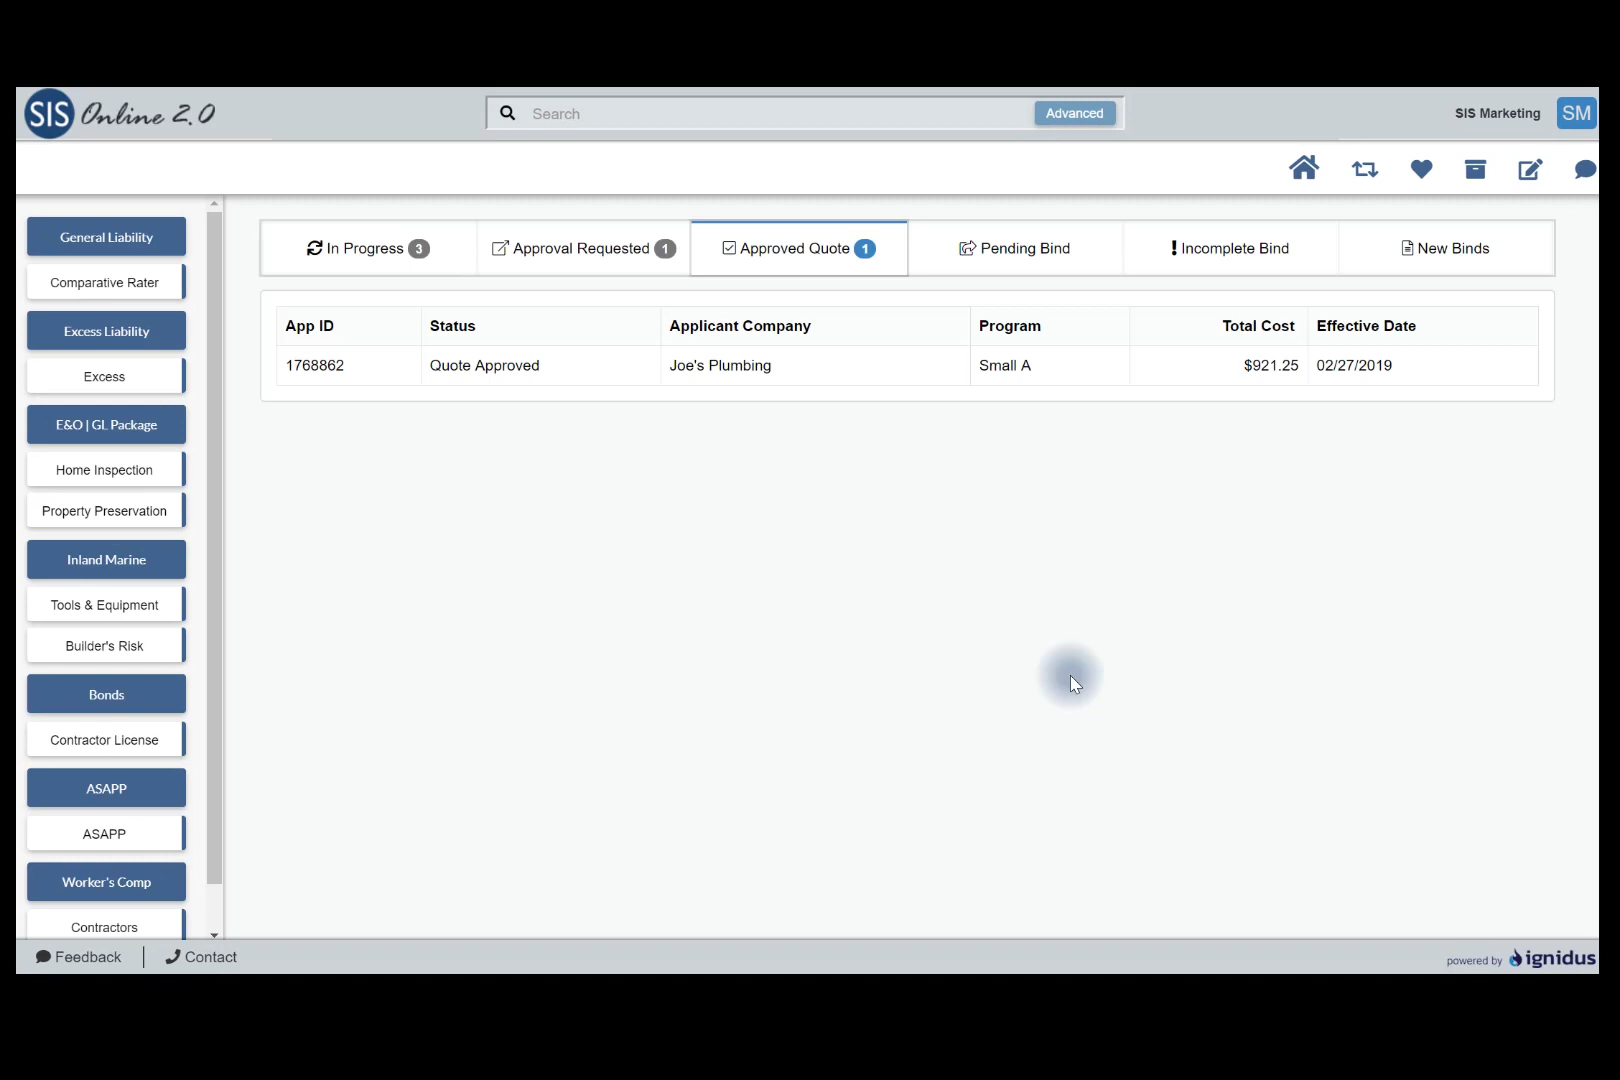 SIS Online 2.0
Search
Advanced
SIS Marketing
SM
General Liability
Comparative Rater
Excess Liability
Excess
E&O | GL Package
Home Inspection
Property Preservation
Inland Marine
Tools & Equipment
Builder's Risk
Bonds
Contractor License
ASAPP
ASAPP
Worker's Comp
Contractors
In Progress 3
Approval Requested 1
Approved Quote 1
Pending Bind
Incomplete Bind
New Binds
App ID Status Applicant Company Program Total Cost Effective Date
1768862 Quote Approved Joe's Plumbing Small A $921.25 02/27/2019
Feedback
Contact
powered by ignidus